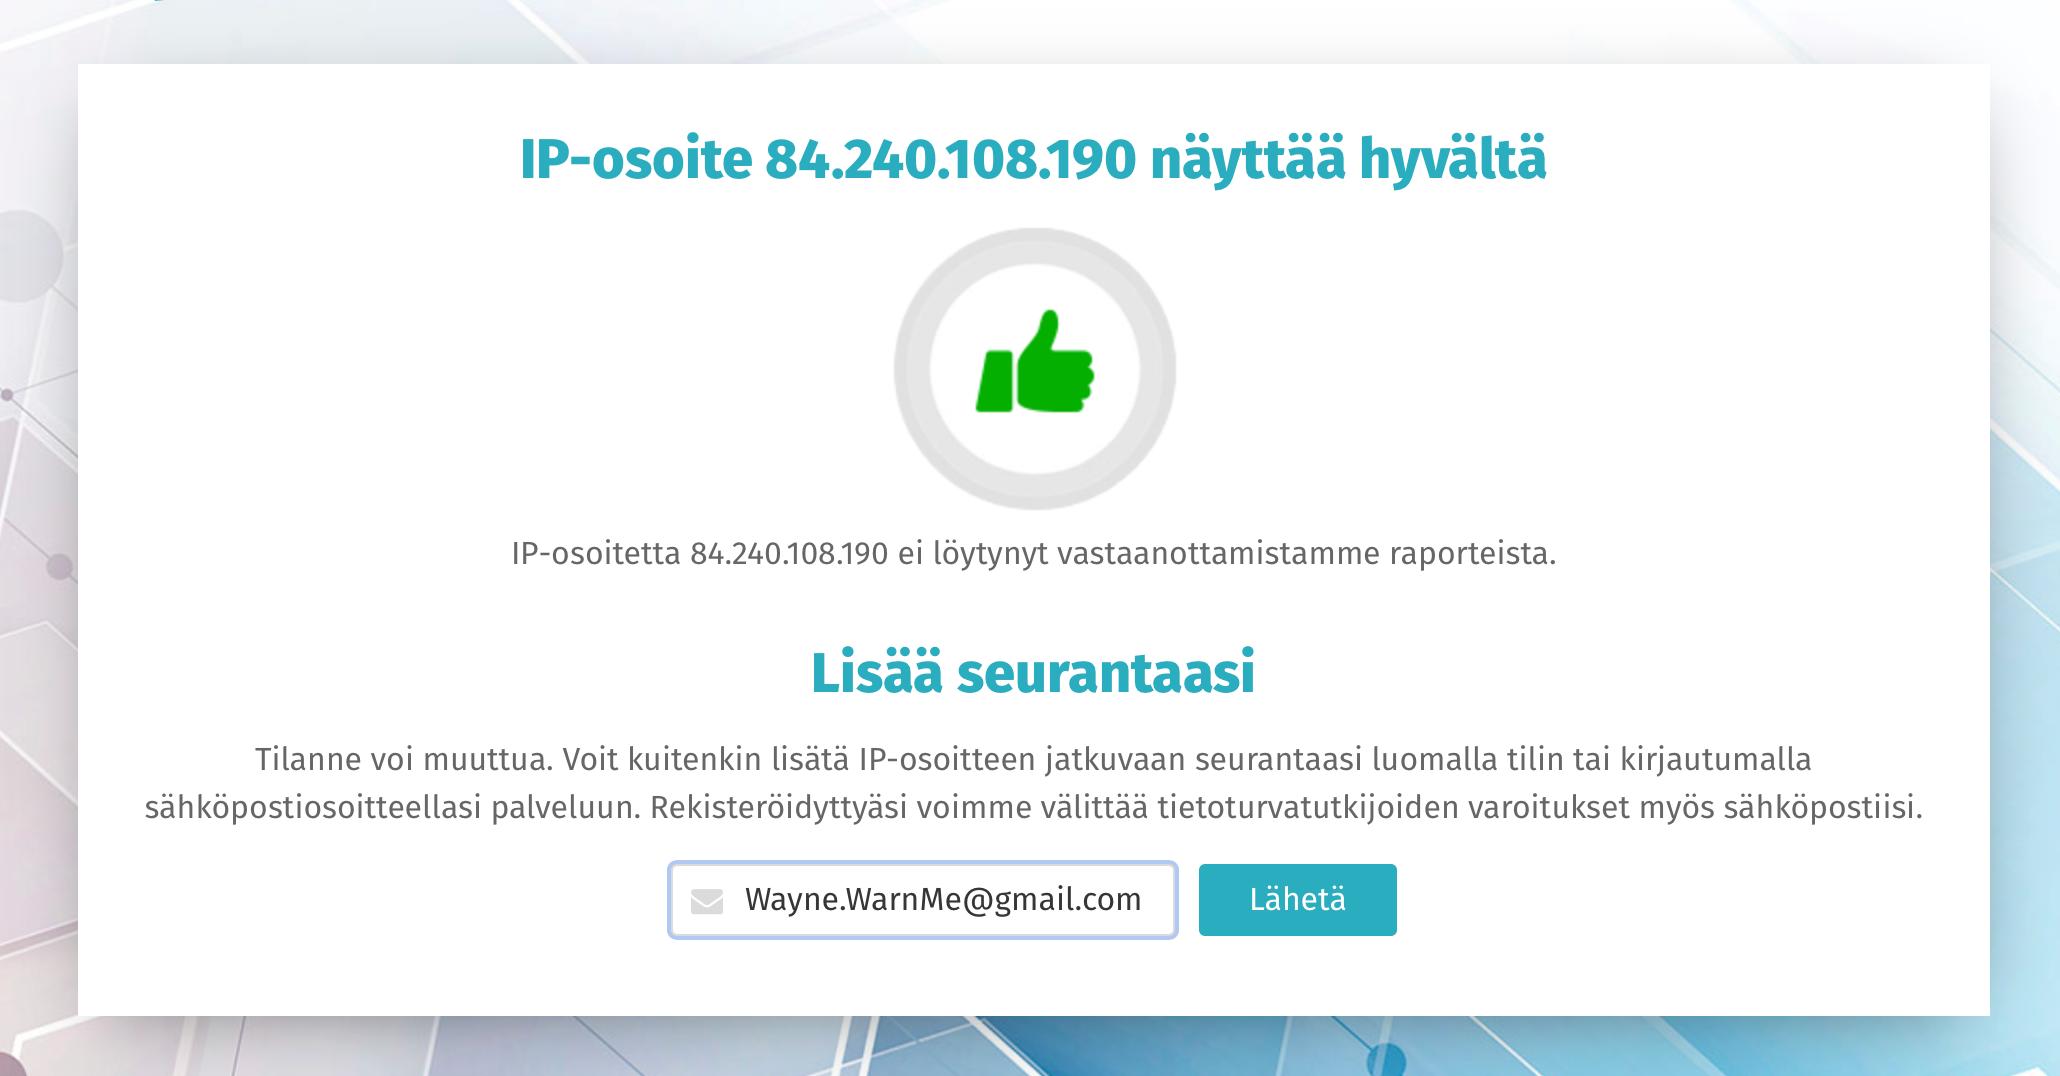 IP-osoite 84.240.108.190 näyttää hyvältä
IP-osoitetta 84.240.108.190 ei löytynyt vastaanottamistamme raporteista.
Lisää seurantaasi
Tilanne voi muuttua. Voit kuitenkin lisätä IP-osoitteen jatkuvaan seurantaasi luomalla tilin tai kirjautumalla
sähköpostiosoitteellasi palveluun. Rekisteröidyttyäsi voimme välittää tietoturvatutkijoiden varoitukset myös sähköpostiisi.
Wayne.WarnMe@gmail.com
Lähetä